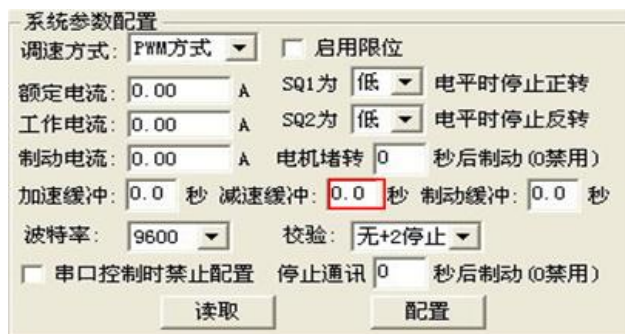 系统参数配置
调速方式: PWM方式 启用限位
额定电流: 0.00 A SQ1为 低 电平时停止正转
工作电流: 0.00 A SQ2为 低 电平时停止反转
制动电流: 0.00 A 电机堵转 0 秒后制动(0禁用)
加速缓冲: 0.0 秒 减速缓冲: 0.0 秒 制动缓冲: 0.0 秒
波特率: 9600 校验: 无+2停止
串口控制时禁止配置 停止通讯 0 秒后制动(0禁用)
读取 配置